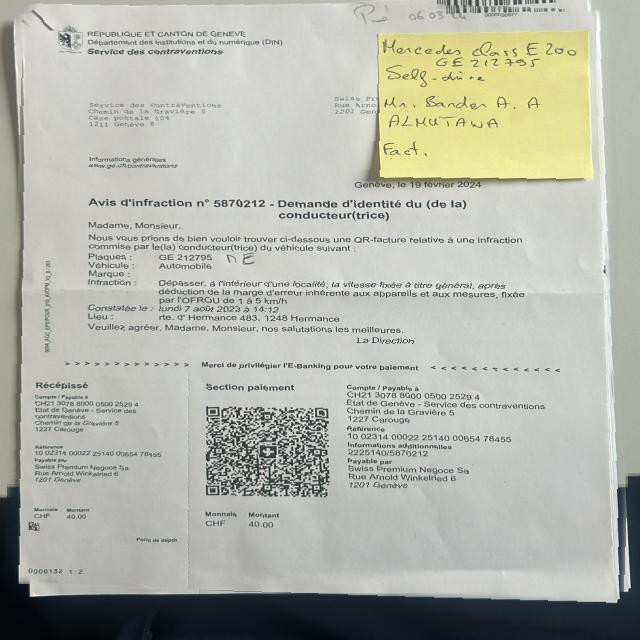 06 03 24
REPUBLIQUE ET CANTON DE GENEVE
Département des institutions et du numérique (DIN)
Service des contraventions
Mercedes class E 200
GE 212795
Self-drive
Mr. Bander A. A
ALMUTAWA
Fact.
Service des contraventions
Chemin de la Gravière 5
Case postale 104
1211 Genève 8
Swiss Pr
Rue Arno
1201 Gen
Informations générales
www.ge.ch/contraventions
Genève, le 19 février 2024
Avis d'infraction n° 5870212 - Demande d'identité du (de la)
conducteur(trice)
Madame, Monsieur,
Nous vous prions de bien vouloir trouver ci-dessous une QR-facture relative à une infraction
commise par le(la) conducteur(trice) du véhicule suivant :
Plaques : GE 212795
Véhicule : Automobile
Marque :
Infraction : Dépasser, à l'intérieur d'une localité, la vitesse fixée à titre général, après
déduction de la marge d'erreur inhérente aux appareils et aux mesures, fixée
par l'OFROU de 1 à 5 km/h
Constatée le : lundi 7 août 2023 à 14:12
Lieu : rte. d' Hermance 483, 1248 Hermance
Veuillez agréer, Madame, Monsieur, nos salutations les meilleures.
La Direction
> > > > > > > > > > > > > Merci de privilégier l'E-Banking pour votre paiement < < < < < < < < < < < < <
Récépissé
Compte / Payable à
CH21 3078 8000 0500 2529 4
Etat de Genève - Service des
contraventions
Chemin de la Gravière 5
1227 Carouge
Référence
10 02314 00022 25140 00654 78455
Payable par
Swiss Premium Negoce Sa
Rue Arnold Winkelried 6
1201 Genève
Monnaie Montant
CHF 40.00
Point de dépôt
Section paiement
Monnaie Montant
CHF 40.00
Compte / Payable à
CH21 3078 8000 0500 2529 4
Etat de Genève - Service des contraventions
Chemin de la Gravière 5
1227 Carouge
Référence
10 02314 00022 25140 00654 78455
Informations additionnelles
2225140/5870212
Payable par
Swiss Premium Negoce Sa
Rue Arnold Winkelried 6
1201 Genève
0000132 1 2